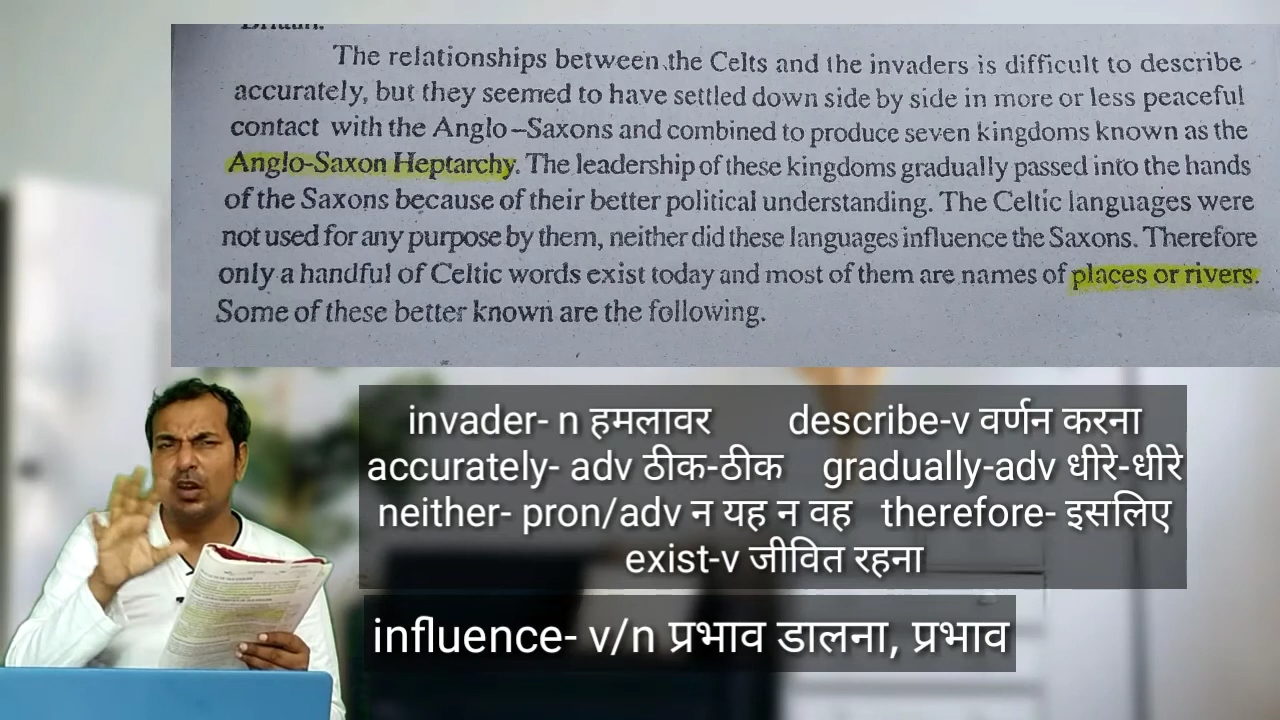 The relationships between the Celts and the invaders is difficult to describe
accurately, but they seemed to have settled down side by side in more or less peaceful
contact with the Anglo–Saxons and combined to produce seven kingdoms known as the
Anglo-Saxon Heptarchy. The leadership of these kingdoms gradually passed into the hands
of the Saxons because of their better political understanding. The Celtic languages were
not used for any purpose by them, neither did these languages influence the Saxons. Therefore
only a handful of Celtic words exist today and most of them are names of places or rivers.
Some of these better known are the following.
invader- n हमलावर describe-v वर्णन करना
accurately- adv ठीक-ठीक gradually-adv धीरे-धीरे
neither- pron/adv न यह न वह therefore- इसलिए
exist-v जीवित रहना
influence- v/n प्रभाव डालना, प्रभाव